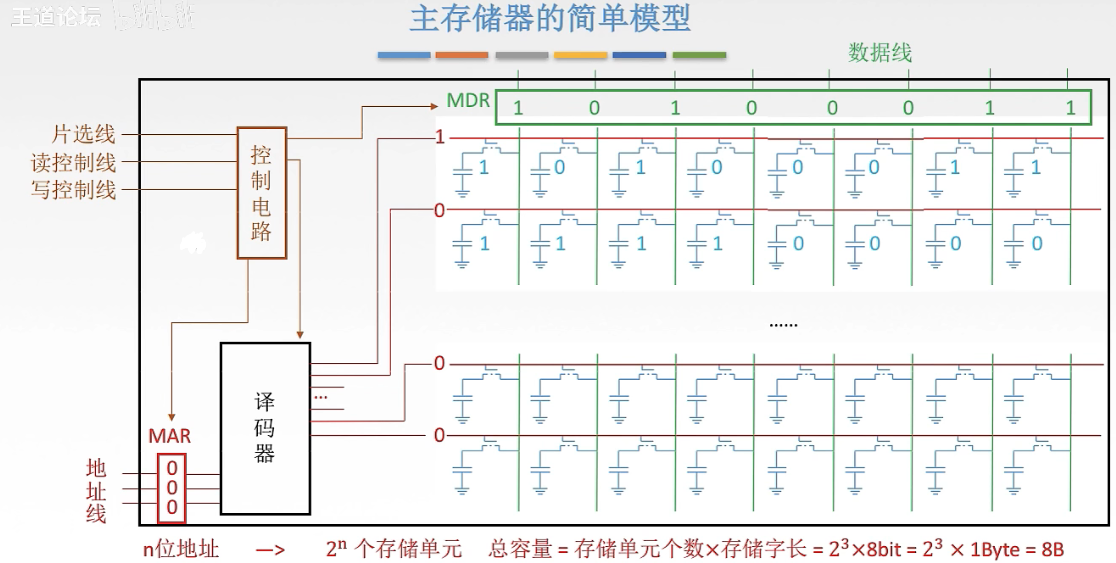 王道论坛
主存储器的简单模型
数据线
MDR 1 0 1 0 0 0 1 1
片选线
读控制线
写控制线
控制电路
1
1 0 1 0 0 0 1 1
0
1 1 1 1 0 0 0 0
......
0
0
译码器
...
MAR
地址线
0
0
0
n位地址 —> 2ⁿ 个存储单元 总容量 = 存储单元个数×存储字长 = 2³×8bit = 2³ × 1Byte = 8B